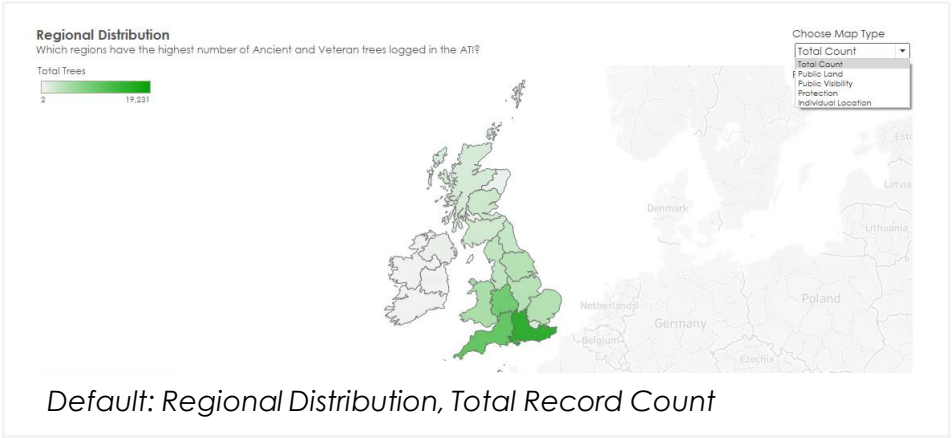 Regional Distribution
Which regions have the highest number of Ancient and Veteran trees logged in the ATI?
Total Trees
2 19,231
Choose Map Type
Total Count
Total Count
Public Land
Public Visibility
Protection
Individual Location
Latvia
Denmark
Lithuania
Netherlands
Poland
Germany
Belgium
Czechia
Default: Regional Distribution, Total Record Count